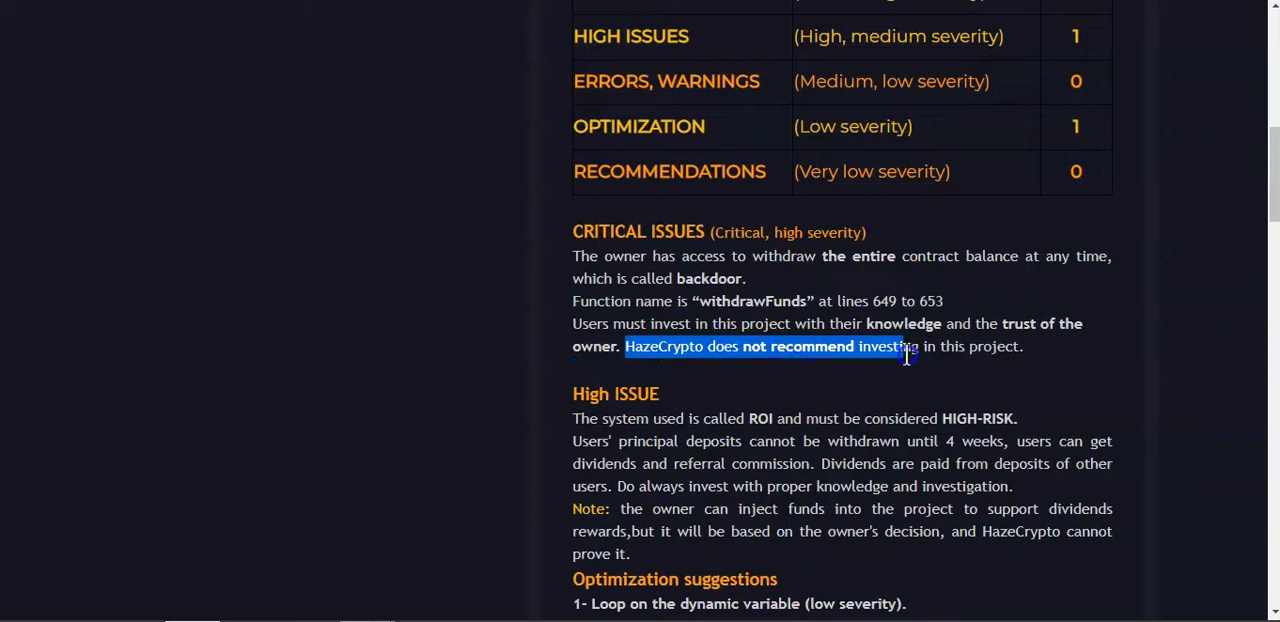 HIGH ISSUES (High, medium severity) 1
ERRORS, WARNINGS (Medium, low severity) 0
OPTIMIZATION (Low severity) 1
RECOMMENDATIONS (Very low severity) 0
CRITICAL ISSUES (Critical, high severity)
The owner has access to withdraw the entire contract balance at any time,
which is called backdoor.
Function name is “withdrawFunds” at lines 649 to 653
Users must invest in this project with their knowledge and the trust of the
owner. HazeCrypto does not recommend investing in this project.
High ISSUE
The system used is called ROI and must be considered HIGH-RISK.
Users' principal deposits cannot be withdrawn until 4 weeks, users can get
dividends and referral commission. Dividends are paid from deposits of other
users. Do always invest with proper knowledge and investigation.
Note: the owner can inject funds into the project to support dividends
rewards,but it will be based on the owner's decision, and HazeCrypto cannot
prove it.
Optimization suggestions
1- Loop on the dynamic variable (low severity).